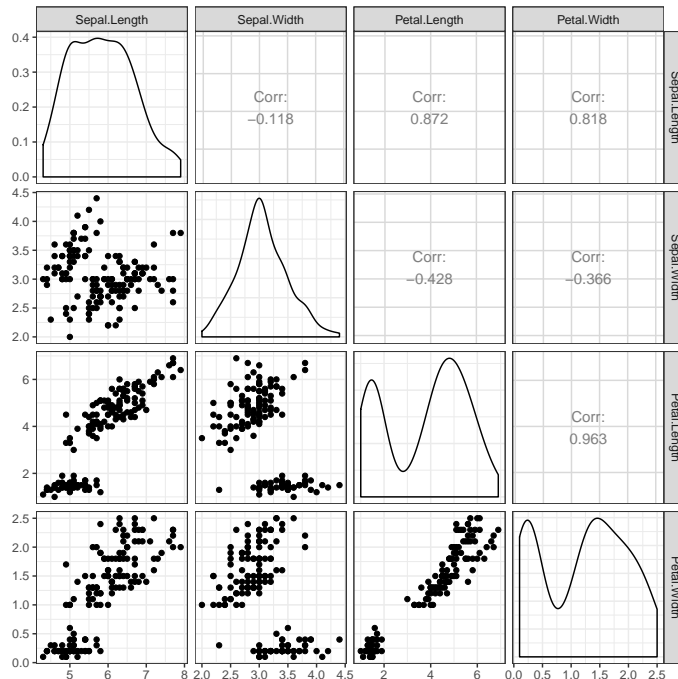 Sepal.Length Sepal.Width Petal.Length Petal.Width
0.4
0.3
0.2
0.1
0.0
Corr:
−0.118
Corr:
0.872
Corr:
0.818
Sepal.Length
4.5
4.0
3.5
3.0
2.5
2.0
Corr:
−0.428
Corr:
−0.366
Sepal.Width
6
4
2
Corr:
0.963
Petal.Length
2.5
2.0
1.5
1.0
0.5
0.0
Petal.Width
5 6 7 8 2.0 2.5 3.0 3.5 4.0 4.5 2 4 6 0.0 0.5 1.0 1.5 2.0 2.5